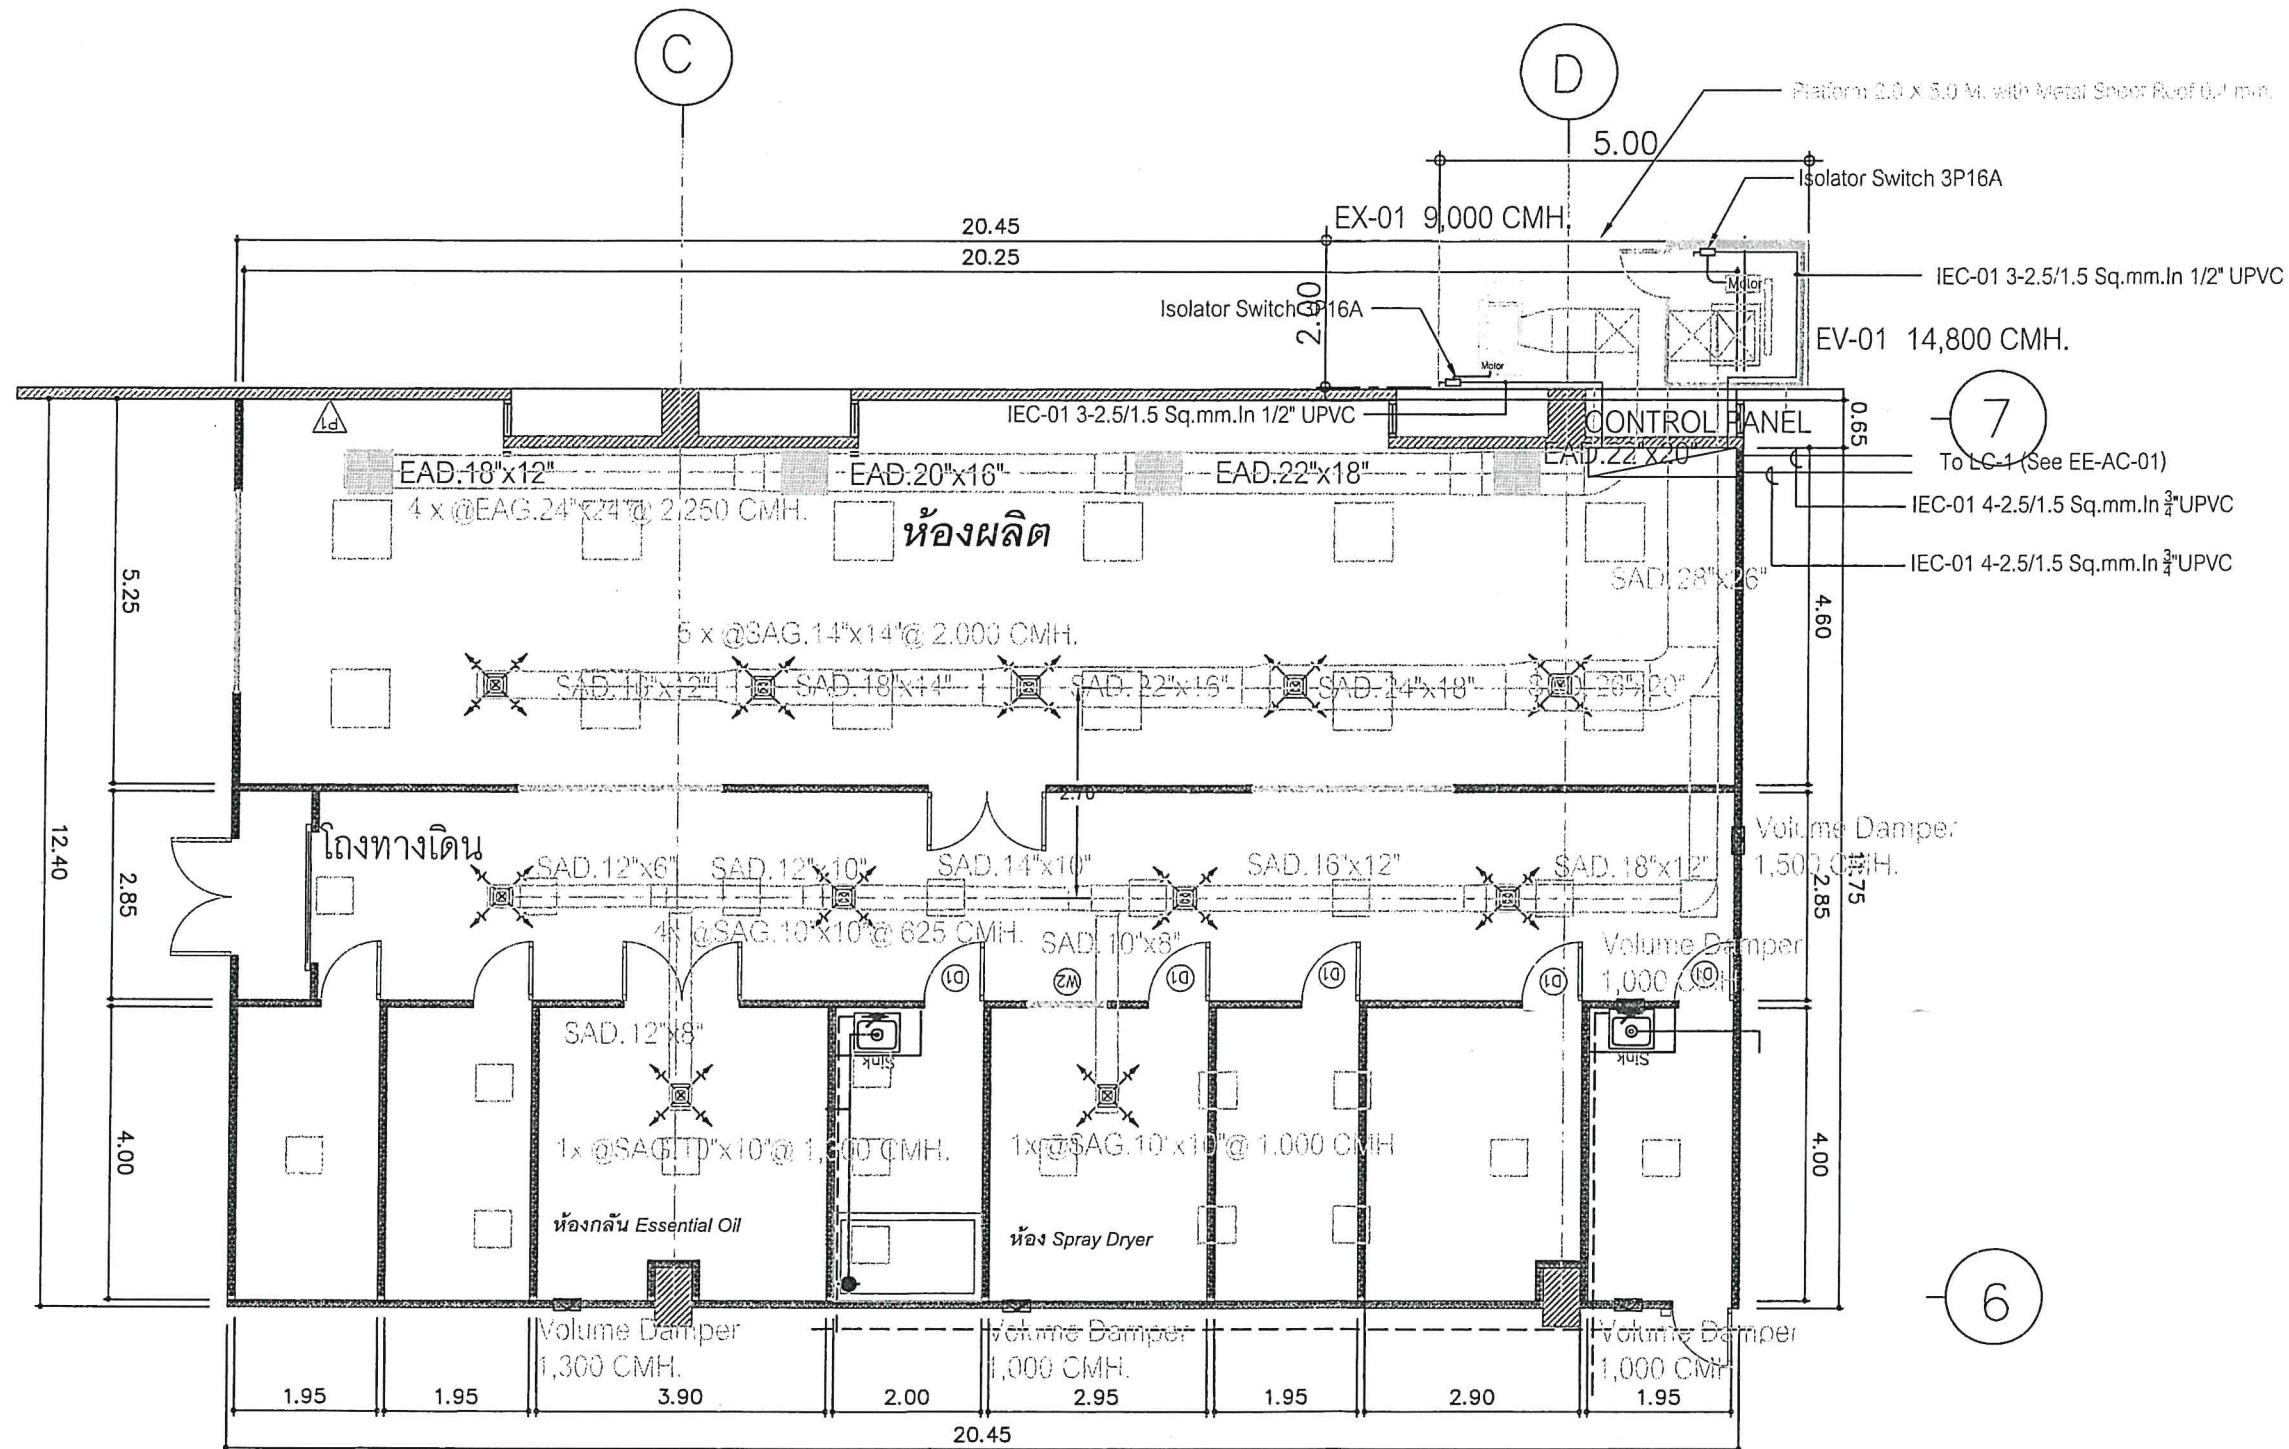 C
D
Platform 2.0 x 5.0 M. with Metal Sheet Roof 0.4 mm.
5.00
Isolator Switch 3P16A
EX-01 9,000 CMH.
20.45
20.25
IEC-01 3-2.5/1.5 Sq.mm.In 1/2" UPVC
Motor
2.00
Isolator Switch 3P16A
EV-01 14,800 CMH.
Motor
7
IEC-01 3-2.5/1.5 Sq.mm.In 1/2" UPVC
CONTROL PANEL
0.65
P1
To LC-1 (See EE-AC-01)
EAD.18"x12"
EAD.20"x16"
EAD.22"x18"
EAD.22"x20"
4 x @EAG.24"x24"@ 2,250 CMH.
IEC-01 4-2.5/1.5 Sq.mm.In 3/4"UPVC
ห้องผลิต
IEC-01 4-2.5/1.5 Sq.mm.In 3/4"UPVC
SAD.28"x26"
5.25
4.60
5 x @SAG.14"x14"@ 2,000 CMH.
SAD.18"x14"
SAD.22"x16"
SAD.24"x18"
SAD.26"x20"
2.70
12.40
โถงทางเดิน
Volume Damper
1,500 CMH.
2.85
2.85
SAD.12"x6"
SAD.12"x10"
SAD.14"x10"
SAD.16"x12"
SAD.18"x12"
4x @SAG.10"x10"@ 625 CMH.
SAD.10"x8"
Volume Damper
1,000 CMH.
D1
W2
D1
D1
D1
D1
SAD.12"x8"
Sink
Sink
1x @SAG.10"x10"@ 1,300 CMH.
1x @SAG.10"x10"@ 1,000 CMH
4.00
4.00
ห้องกลั่น Essential Oil
ห้อง Spray Dryer
6
Volume Damper
1,300 CMH.
Volume Damper
1,000 CMH.
Volume Damper
1,000 CMH
1.95
1.95
3.90
2.00
2.95
1.95
2.90
1.95
20.45